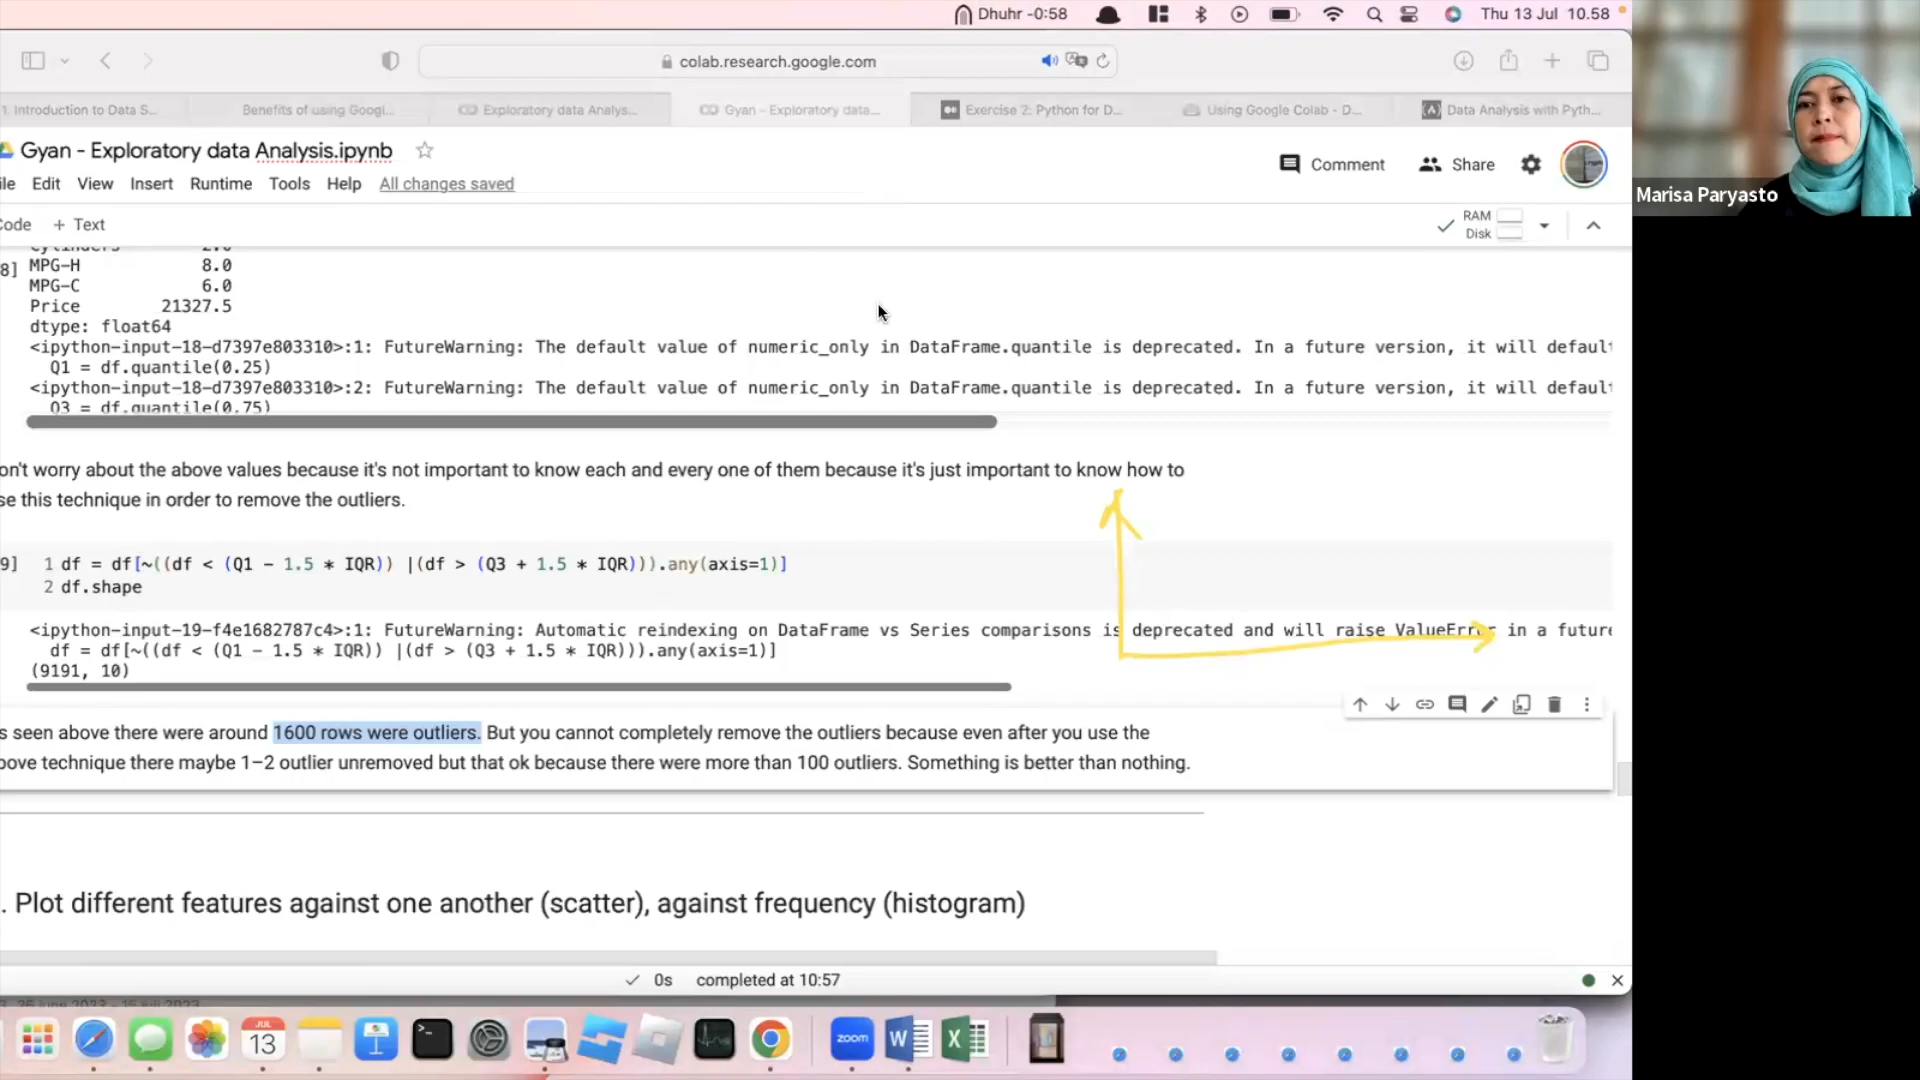 Dhuhr -0:58
Thu 13 Jul 10.58
colab.research.google.com
1. Introduction to Data S...
Benefits of using Googl...
Exploratory data Analys...
Gyan - Exploratory data...
Exercise 2: Python for D...
Using Google Colab - D...
Data Analysis with Pyth...
Gyan - Exploratory data Analysis.ipynb
Comment
Share
ile Edit View Insert Runtime Tools Help All changes saved
Marisa Paryasto
Code + Text
RAM
Disk
Cylinders 2.0
8] MPG-H 8.0
MPG-C 6.0
Price 21327.5
dtype: float64
<ipython-input-18-d7397e803310>:1: FutureWarning: The default value of numeric_only in DataFrame.quantile is deprecated. In a future version, it will default
Q1 = df.quantile(0.25)
<ipython-input-18-d7397e803310>:2: FutureWarning: The default value of numeric_only in DataFrame.quantile is deprecated. In a future version, it will default
Q3 = df.quantile(0.75)
on't worry about the above values because it's not important to know each and every one of them because it's just important to know how to
se this technique in order to remove the outliers.
9] 1 df = df[~((df < (Q1 - 1.5 * IQR)) |(df > (Q3 + 1.5 * IQR))).any(axis=1)]
2 df.shape
<ipython-input-19-f4e1682787c4>:1: FutureWarning: Automatic reindexing on DataFrame vs Series comparisons is deprecated and will raise ValueError in a future
df = df[~((df < (Q1 - 1.5 * IQR)) |(df > (Q3 + 1.5 * IQR))).any(axis=1)]
(9191, 10)
s seen above there were around 1600 rows were outliers. But you cannot completely remove the outliers because even after you use the
bove technique there maybe 1–2 outlier unremoved but that ok because there were more than 100 outliers. Something is better than nothing.
. Plot different features against one another (scatter), against frequency (histogram)
0s completed at 10:57
JUL
13
zoom
W
X